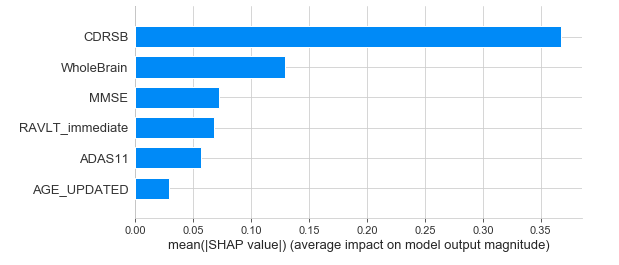 CDRSB
WholeBrain
MMSE
RAVLT_immediate
ADAS11
AGE_UPDATED
0.00 0.05 0.10 0.15 0.20 0.25 0.30 0.35
mean(|SHAP value|) (average impact on model output magnitude)